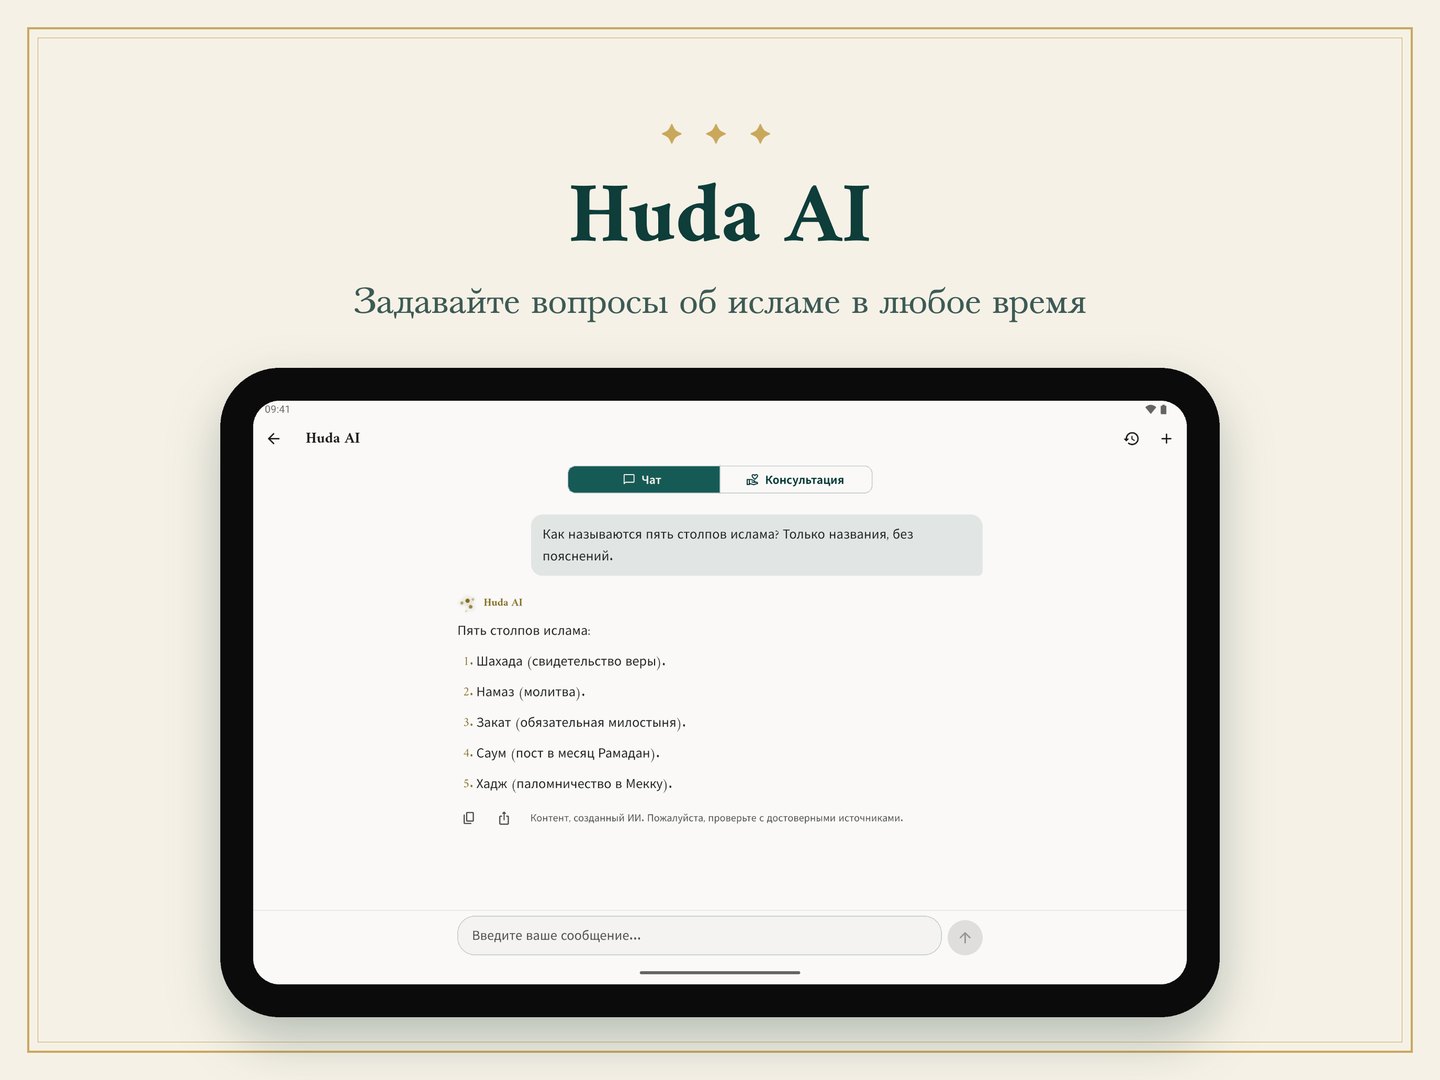 Huda AI
Задавайте вопросы об исламе в любое время
09:41
Huda AI
Чат
Консультация
Как называются пять столпов ислама? Только названия, без
пояснений.
Huda AI
Пять столпов ислама:
1. Шахада (свидетельство веры).
2. Намаз (молитва).
3. Закат (обязательная милостыня).
4. Саум (пост в месяц Рамадан).
5. Хадж (паломничество в Мекку).
Контент, созданный ИИ. Пожалуйста, проверьте с достоверными источниками.
Введите ваше сообщение...